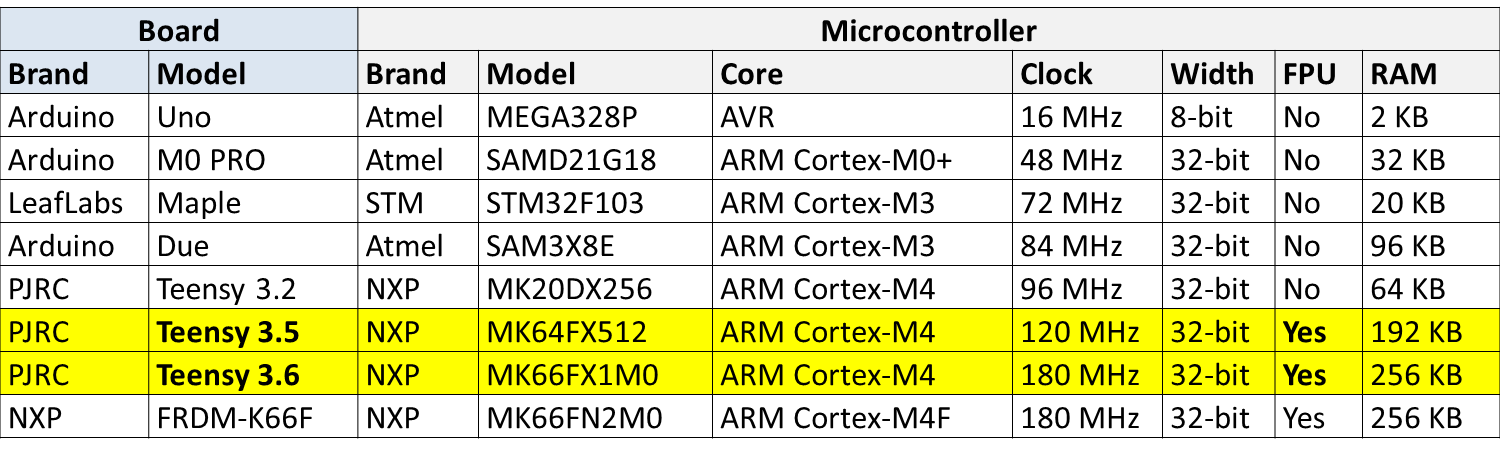 Board Microcontroller
Brand Model Brand Model Core Clock Width FPU RAM
Arduino Uno Atmel MEGA328P AVR 16 MHz 8-bit No 2 KB
Arduino M0 PRO Atmel SAMD21G18 ARM Cortex-M0+ 48 MHz 32-bit No 32 KB
LeafLabs Maple STM STM32F103 ARM Cortex-M3 72 MHz 32-bit No 20 KB
Arduino Due Atmel SAM3X8E ARM Cortex-M3 84 MHz 32-bit No 96 KB
PJRC Teensy 3.2 NXP MK20DX256 ARM Cortex-M4 96 MHz 32-bit No 64 KB
PJRC Teensy 3.5 NXP MK64FX512 ARM Cortex-M4 120 MHz 32-bit Yes 192 KB
PJRC Teensy 3.6 NXP MK66FX1M0 ARM Cortex-M4 180 MHz 32-bit Yes 256 KB
NXP FRDM-K66F NXP MK66FN2M0 ARM Cortex-M4F 180 MHz 32-bit Yes 256 KB